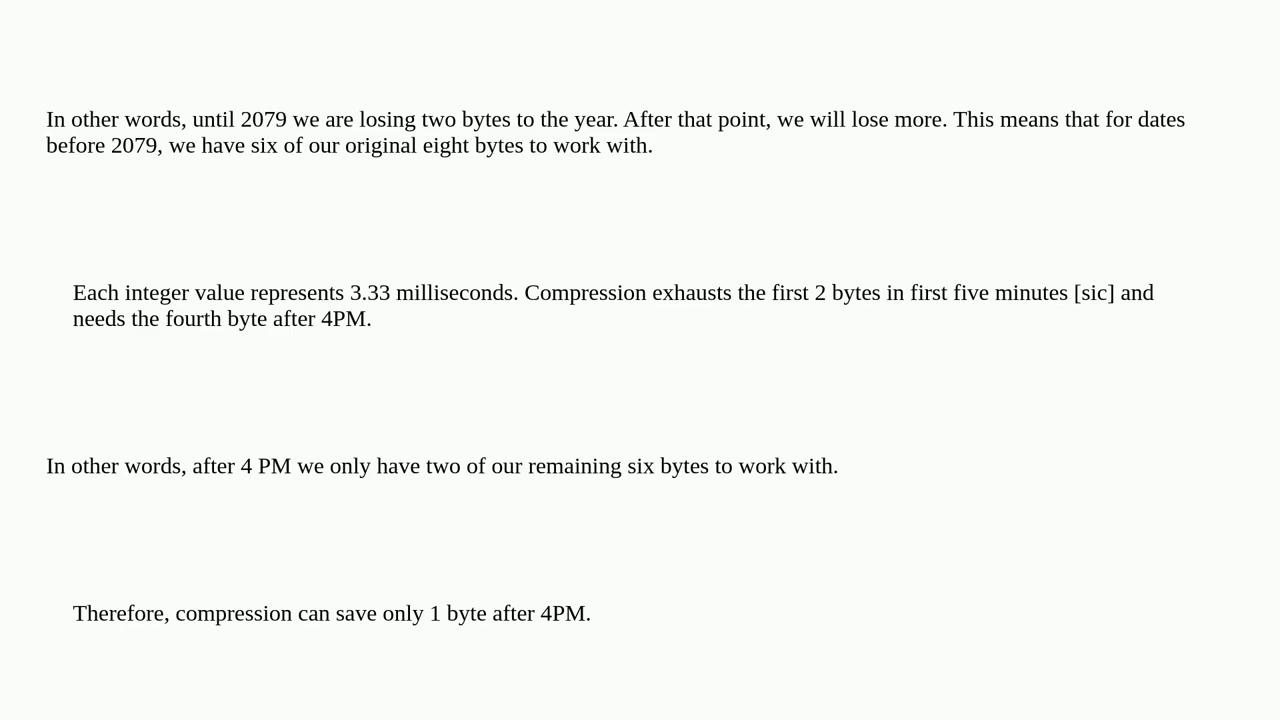 In other words, until 2079 we are losing two bytes to the year. After that point, we will lose more. This means that for dates
before 2079, we have six of our original eight bytes to work with.
Each integer value represents 3.33 milliseconds. Compression exhausts the first 2 bytes in first five minutes [sic] and
needs the fourth byte after 4PM.
In other words, after 4 PM we only have two of our remaining six bytes to work with.
Therefore, compression can save only 1 byte after 4PM.